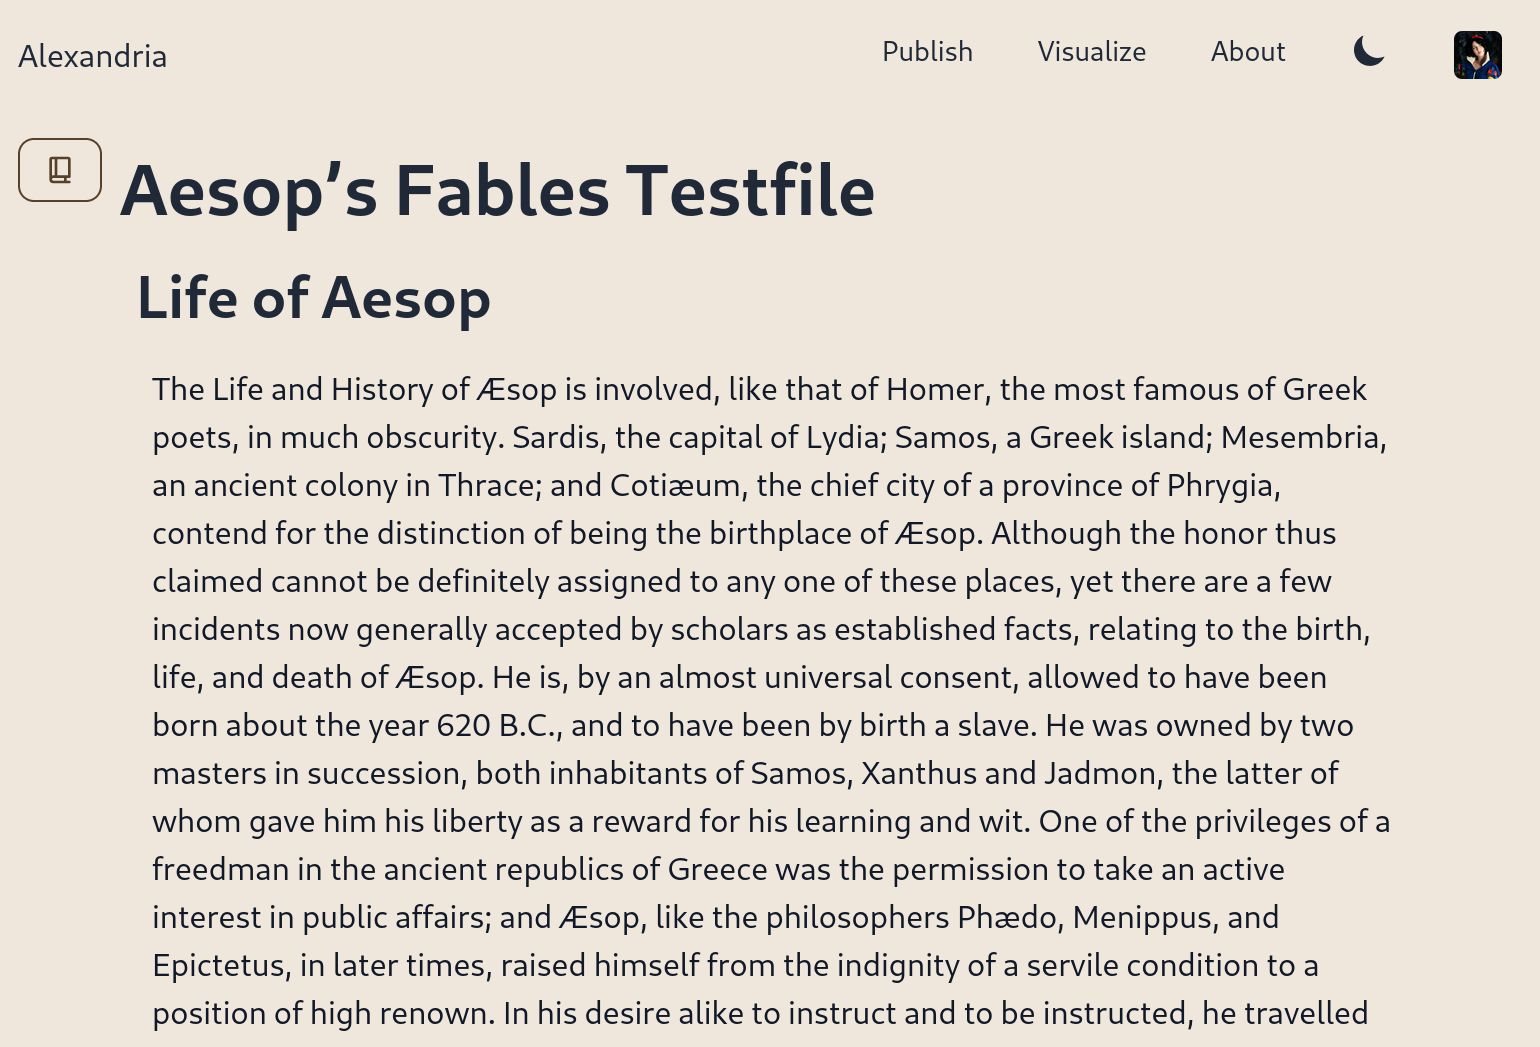 Alexandria
Publish
Visualize
About
Aesop’s Fables Testfile
Life of Aesop
The Life and History of Æsop is involved, like that of Homer, the most famous of Greek
poets, in much obscurity. Sardis, the capital of Lydia; Samos, a Greek island; Mesembria,
an ancient colony in Thrace; and Cotiæum, the chief city of a province of Phrygia,
contend for the distinction of being the birthplace of Æsop. Although the honor thus
claimed cannot be definitely assigned to any one of these places, yet there are a few
incidents now generally accepted by scholars as established facts, relating to the birth,
life, and death of Æsop. He is, by an almost universal consent, allowed to have been
born about the year 620 B.C., and to have been by birth a slave. He was owned by two
masters in succession, both inhabitants of Samos, Xanthus and Jadmon, the latter of
whom gave him his liberty as a reward for his learning and wit. One of the privileges of a
freedman in the ancient republics of Greece was the permission to take an active
interest in public affairs; and Æsop, like the philosophers Phædo, Menippus, and
Epictetus, in later times, raised himself from the indignity of a servile condition to a
position of high renown. In his desire alike to instruct and to be instructed, he travelled